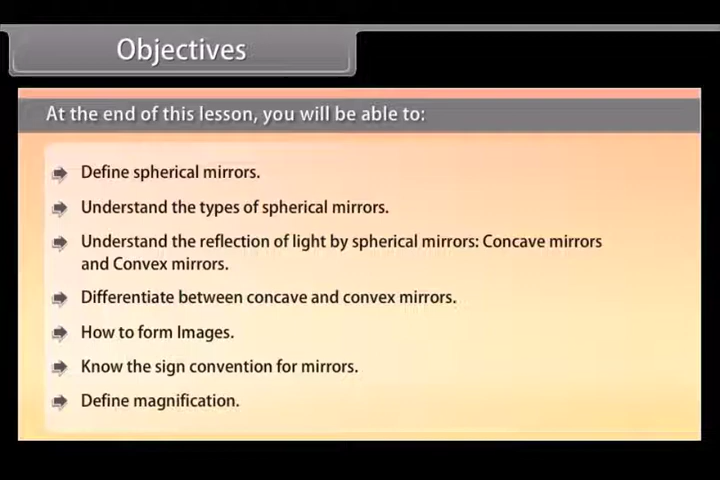 Objectives
At the end of this lesson, you will be able to:
Define spherical mirrors.
Understand the types of spherical mirrors.
Understand the reflection of light by spherical mirrors: Concave mirrors
and Convex mirrors.
Differentiate between concave and convex mirrors.
How to form Images.
Know the sign convention for mirrors.
Define magnification.